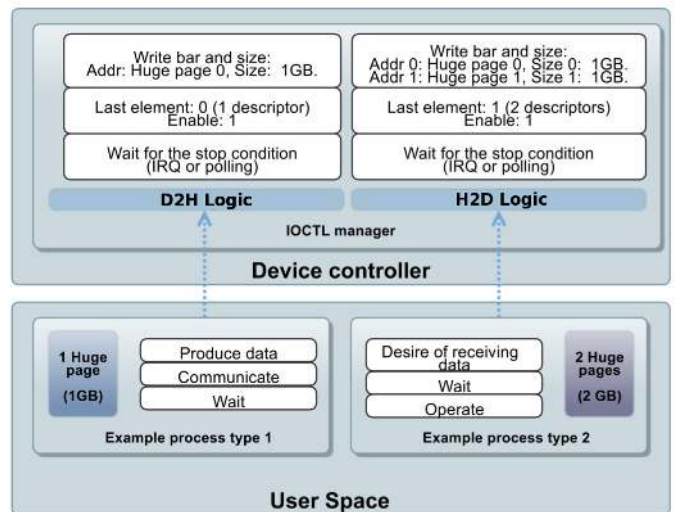 Write bar and size:
Addr: Huge page 0, Size:  1GB.
Last element: 0 (1 descriptor)
Enable: 1
Wait for the stop condition
(IRQ or polling)
D2H Logic
Write bar and size:
Addr 0: Huge page 0, Size 0:  1GB.
Addr 1: Huge page 1, Size 1:  1GB.
Last element: 1 (2 descriptors)
Enable: 1
Wait for the stop condition
(IRQ or polling)
H2D Logic
IOCTL manager
Device controller
1 Huge
page
(1GB)
Produce data
Communicate
Wait
Example process type 1
Desire of receiving
data
Wait
Operate
2 Huge
pages
(2 GB)
Example process type 2
User Space